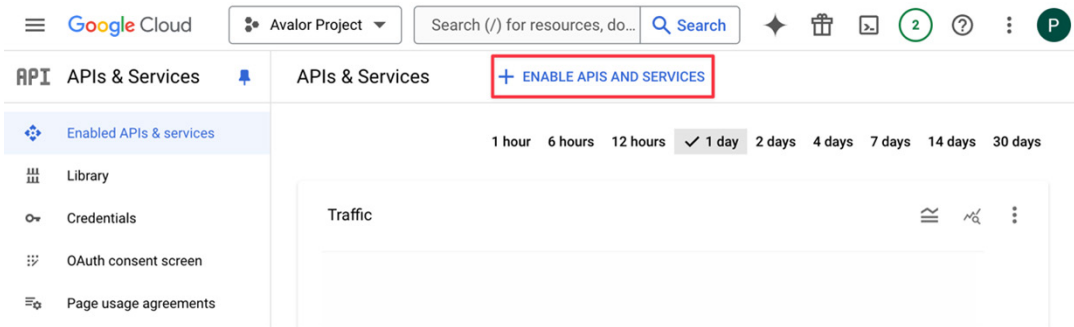 Google Cloud
Avalor Project
Search (/) for resources, do...
Search
2
P
API
APIs & Services
APIs & Services
+ ENABLE APIS AND SERVICES
Enabled APIs & services
1 hour 6 hours 12 hours 1 day 2 days 4 days 7 days 14 days 30 days
Library
Traffic
Credentials
OAuth consent screen
Page usage agreements